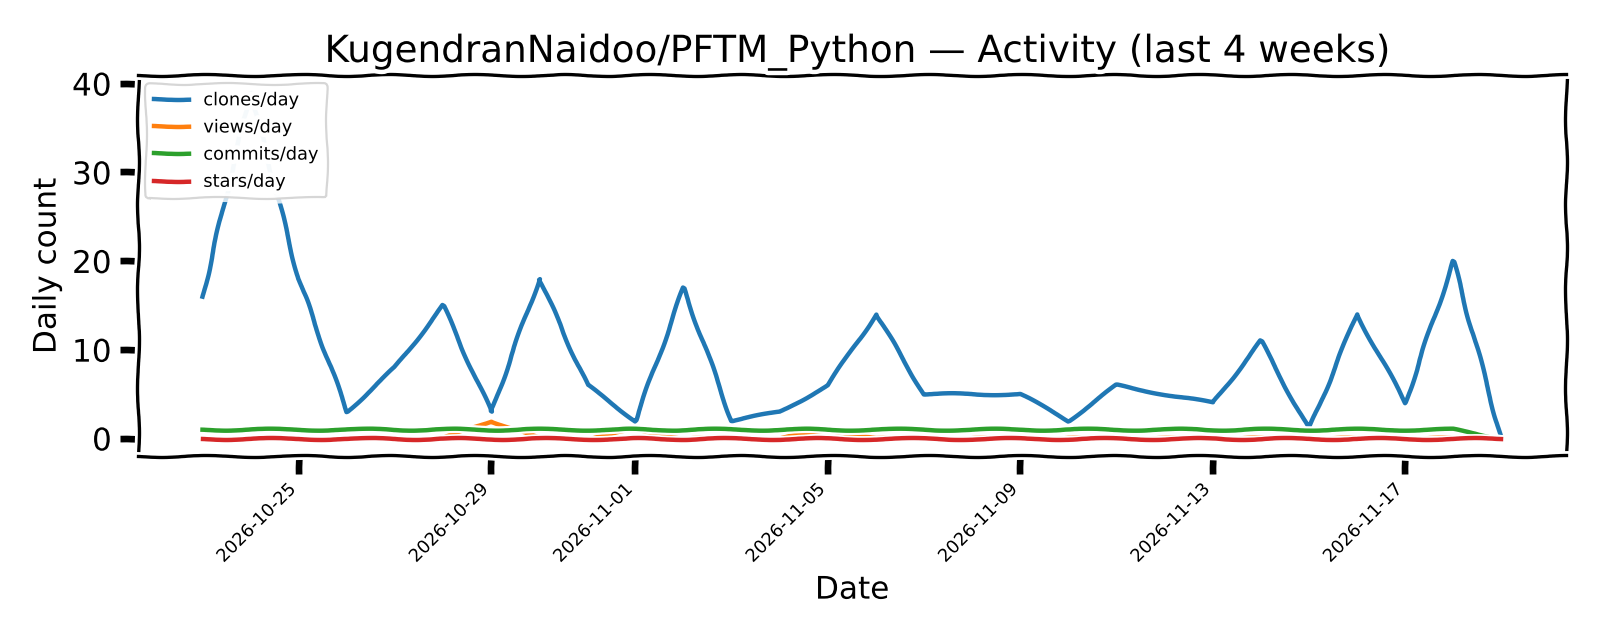 KugendranNaidoo/PFTM_Python — Activity (last 4 weeks)
40
30
20
10
0
Daily count
clones/day
views/day
commits/day
stars/day
2026-10-25
2026-10-29
2026-11-01
2026-11-05
2026-11-09
2026-11-13
2026-11-17
Date